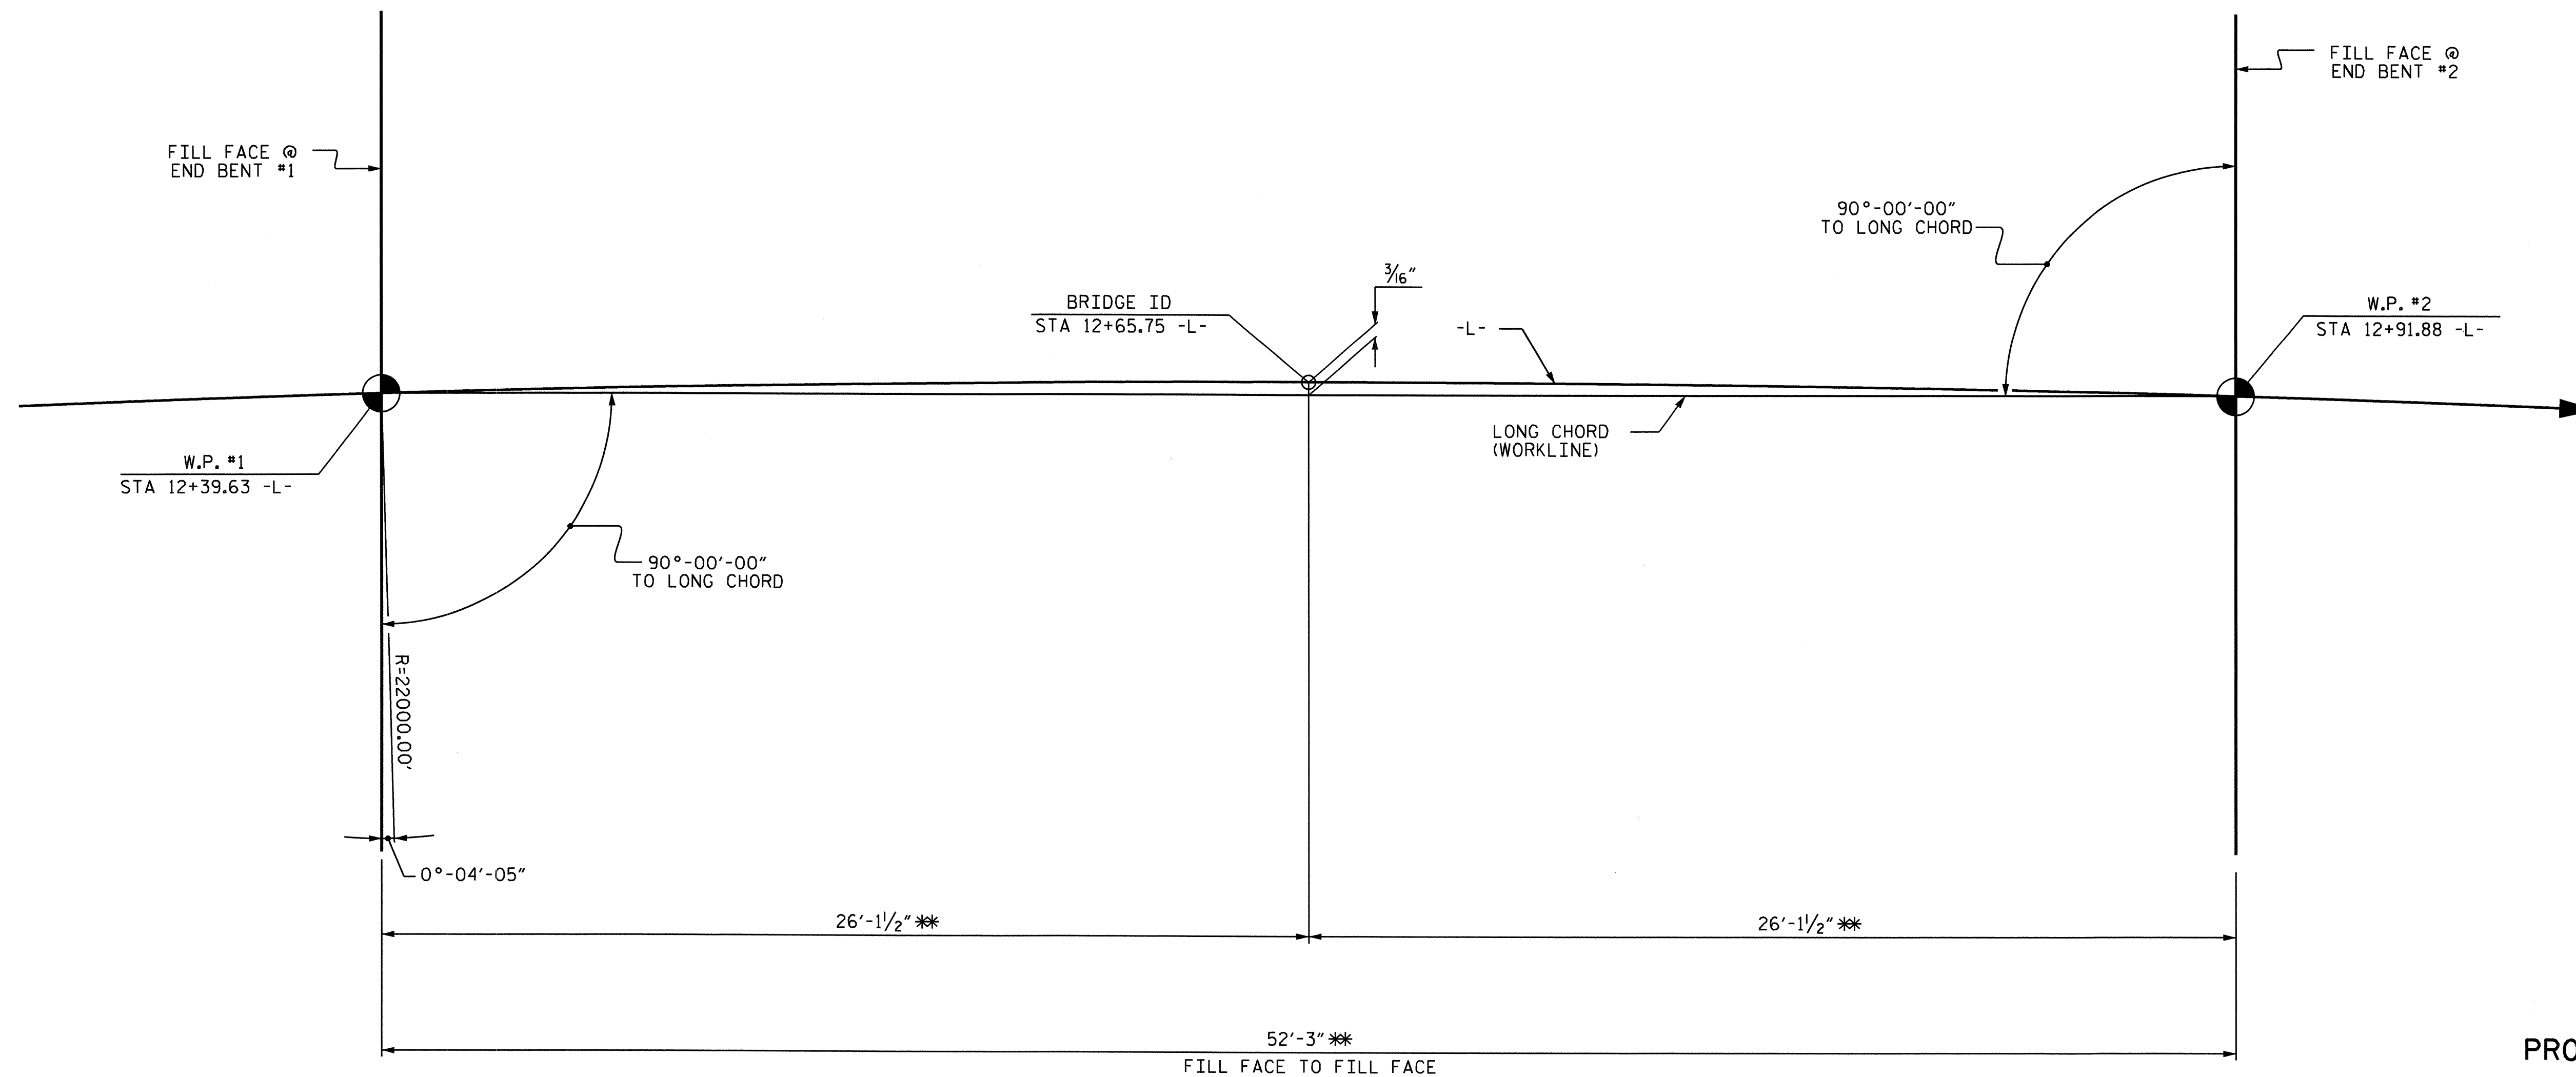 FILL FACE @
END BENT #2
FILL FACE @
END BENT #1
90°-00'-00"
TO LONG CHORD
3/16"
BRIDGE ID
STA 12+65.75 -L-
-L-
W.P. #2
STA 12+91.88 -L-
LONG CHORD
(WORKLINE)
W.P. #1
STA 12+39.63 -L-
90°-00'-00"
TO LONG CHORD
R=22000.00'
0°-04'-05"
26'-1 1/2" **
26'-1 1/2" **
52'-3" **
FILL FACE TO FILL FACE
PRO